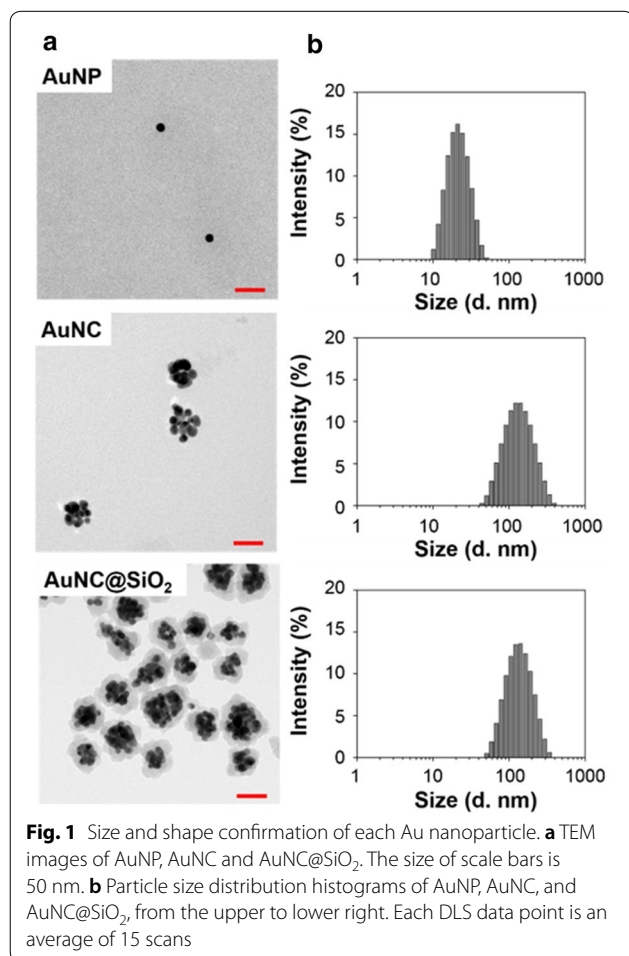 a
b
AuNP
20
15
10
5
0
Intensity (%)
1
10
100
1000
Size (d. nm)
AuNC
20
15
10
5
0
Intensity (%)
1
10
100
1000
Size (d. nm)
AuNC@SiO₂
20
15
10
5
0
Intensity (%)
1
10
100
1000
Size (d. nm)
Fig. 1 Size and shape confirmation of each Au nanoparticle. a TEM
images of AuNP, AuNC and AuNC@SiO₂. The size of scale bars is
50 nm. b Particle size distribution histograms of AuNP, AuNC, and
AuNC@SiO₂, from the upper to lower right. Each DLS data point is an
average of 15 scans